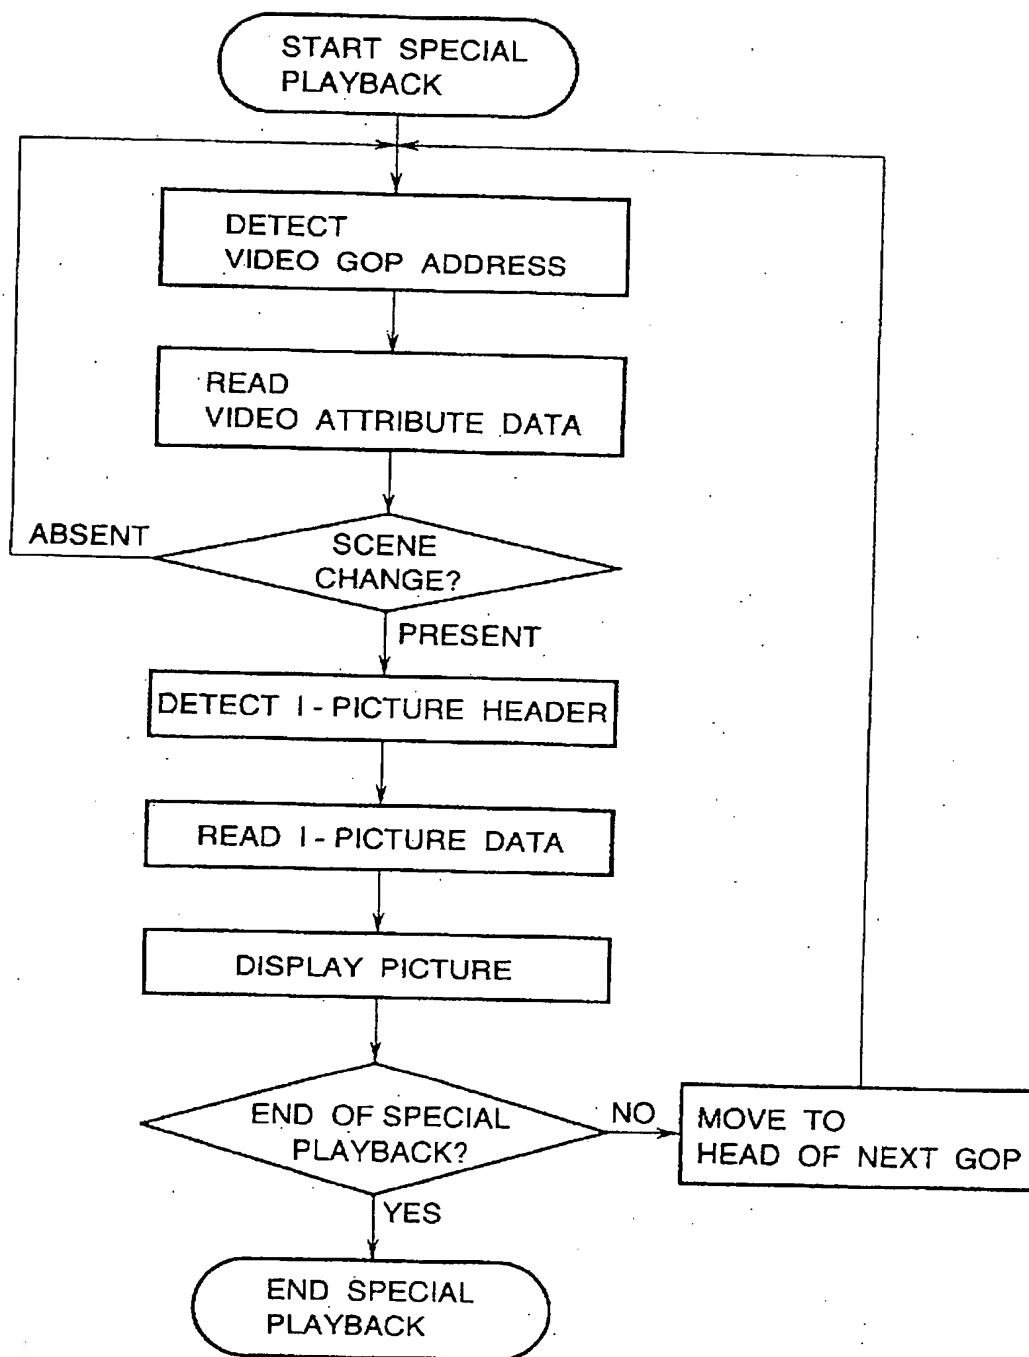 START SPECIAL
PLAYBACK
DETECT
VIDEO GOP ADDRESS
READ
VIDEO ATTRIBUTE DATA
ABSENT
SCENE
CHANGE?
PRESENT
DETECT I-PICTURE HEADER
READ I-PICTURE DATA
DISPLAY PICTURE
END OF SPECIAL
PLAYBACK?
NO
MOVE TO
HEAD OF NEXT GOP
YES
END SPECIAL
PLAYBACK